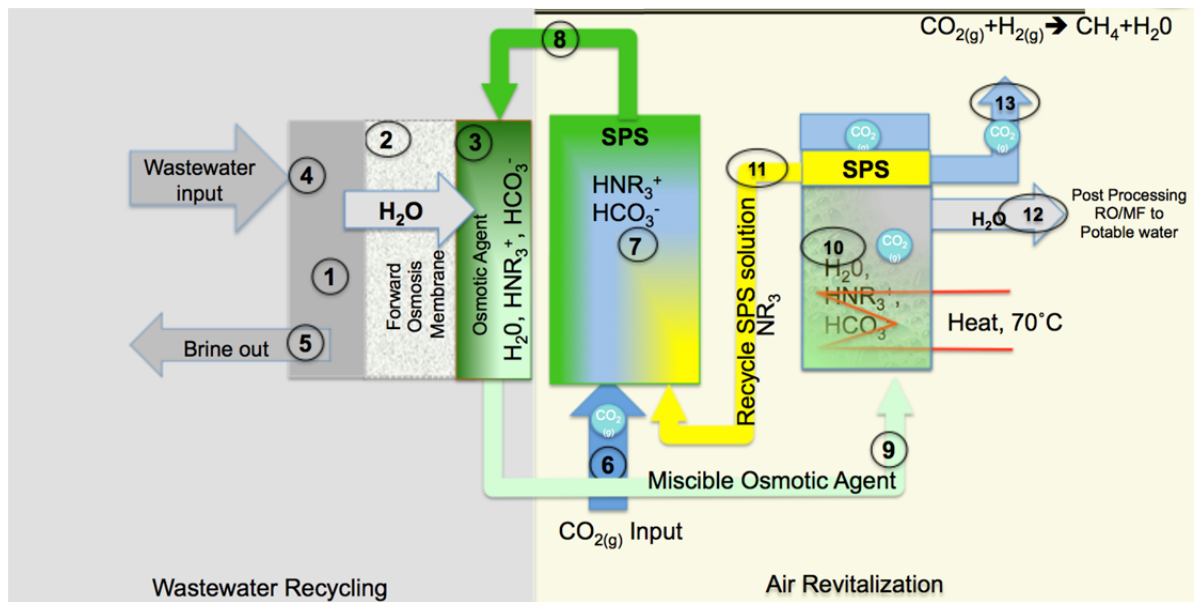 CO2(g)+H2(g)➔ CH4+H20
8
13
CO2
(g)
2
3
SPS
CO2
(g)
SPS
11
4
Wastewater
input
H2O
HNR3+
HCO3-
7
Osmotic Agent
H20, HNR3+, HCO3-
1
Forward
Osmosis
Membrane
5
Brine out
Recycle SPS solution
NR3
10
CO2
(g)
H20,
HNR3+,
HCO3-
H2O
12
Post Processing
RO/MF to
Potable water
Heat, 70˚C
CO2
(g)
6
9
Miscible Osmotic Agent
CO2(g) Input
Wastewater Recycling
Air Revitalization